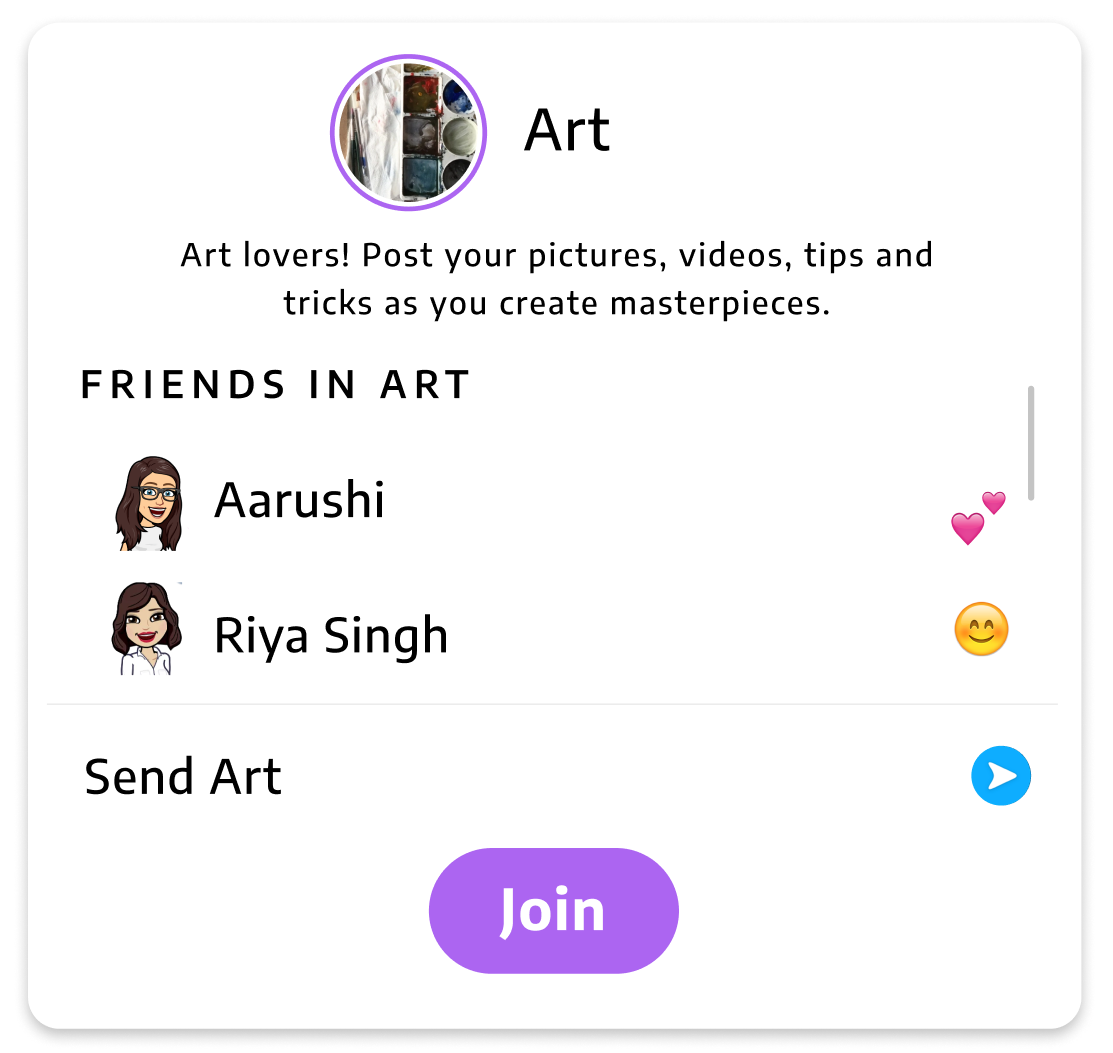 Art
Art lovers! Post your pictures, videos, tips and
tricks as you create masterpieces.
FRIENDS IN ART
Aarushi
Riya Singh
Send Art
Join